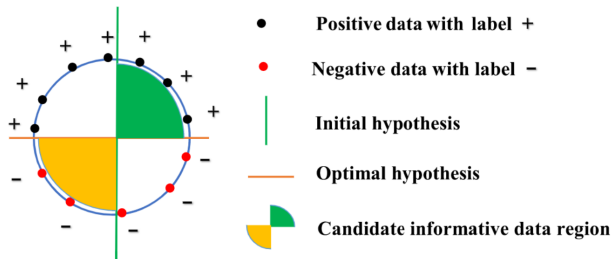 Positive data with label +
Negative data with label −
Initial hypothesis
Optimal hypothesis
Candidate informative data region
+ + + + + + +
− − − − −